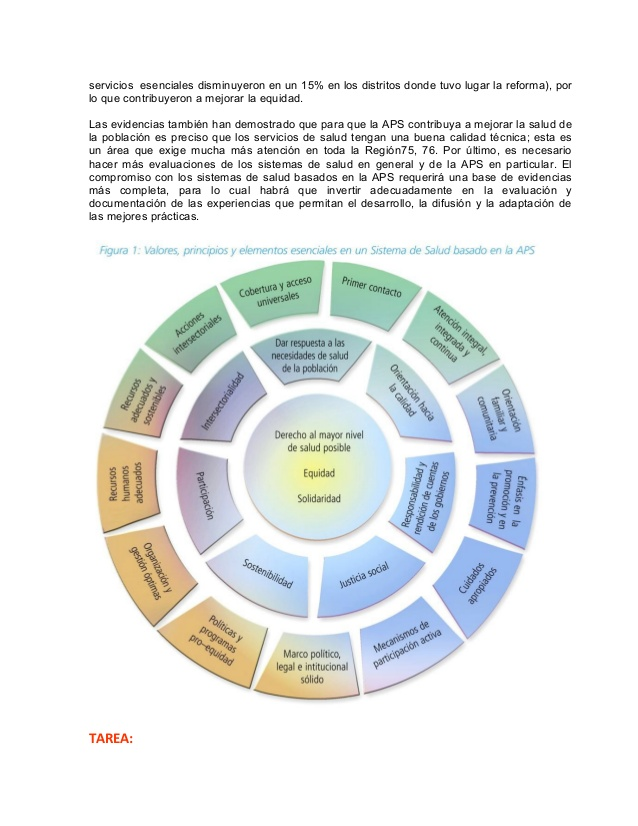 servicios esenciales disminuyeron en un 15% en los distritos donde tuvo lugar la reforma), por
lo que contribuyeron a mejorar la equidad.
Las evidencias también han demostrado que para que la APS contribuya a mejorar la salud de
la población es preciso que los servicios de salud tengan una buena calidad técnica; esta es
un área que exige mucha más atención en toda la Región75, 76. Por último, es necesario
hacer más evaluaciones de los sistemas de salud en general y de la APS en particular. El
compromiso con los sistemas de salud basados en la APS requerirá una base de evidencias
más completa, para lo cual habrá que invertir adecuadamente en la evaluación y
documentación de las experiencias que permitan el desarrollo, la difusión y la adaptación de
las mejores prácticas.
Figura 1: Valores, principios y elementos esenciales en un Sistema de Salud basado en la APS
Cobertura y acceso
universales
Primer contacto
Atención integral,
integrada y
continua
Orientación
familiar y
comunitaria
Énfasis en la
promoción y en
la prevención
Cuidados
apropiados
Mecanismos de
participación activa
Marco político,
legal e intitucional
sólido
Políticas y
programas
pro–equidad
Organización y
gestión óptimas
Recursos
humanos
adecuados
Recursos
adecuados y
sostenibles
Acciones
intersectoriales
Dar respuesta a las
necesidades de salud
de la población
Orientación hacia
la calidad
Responsabilidad y
rendición de cuentas
de los gobiernos
Justicia social
Sostenibilidad
Participación
Intersectorialidad
Derecho al mayor nivel
de salud posible
Equidad
Solidaridad
TAREA: